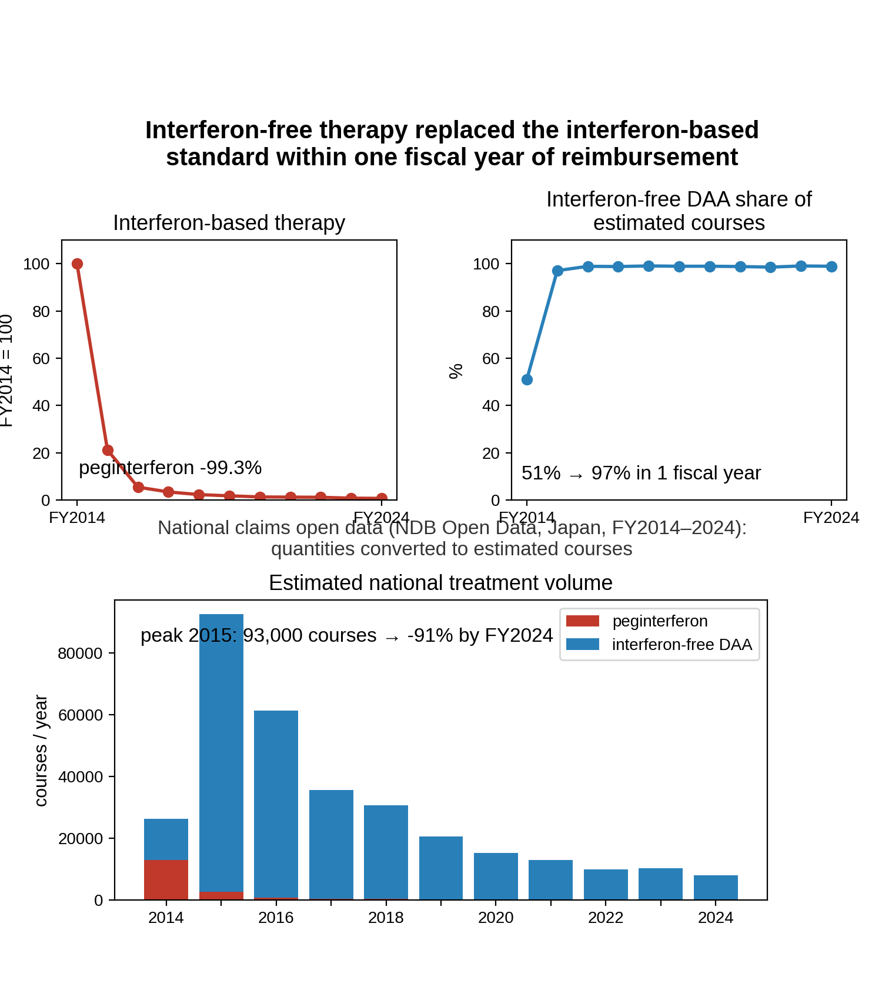 Interferon-free therapy replaced the interferon-based
standard within one fiscal year of reimbursement
Interferon-based therapy
FY2014 = 100
100
80
60
40
20
0
peginterferon -99.3%
FY2014
FY2024
Interferon-free DAA share of
estimated courses
%
100
80
60
40
20
0
51% → 97% in 1 fiscal year
FY2014
FY2024
National claims open data (NDB Open Data, Japan, FY2014–2024):
quantities converted to estimated courses
Estimated national treatment volume
peak 2015: 93,000 courses → -91% by FY2024
peginterferon
interferon-free DAA
courses / year
80000
60000
40000
20000
0
2014
2016
2018
2020
2022
2024